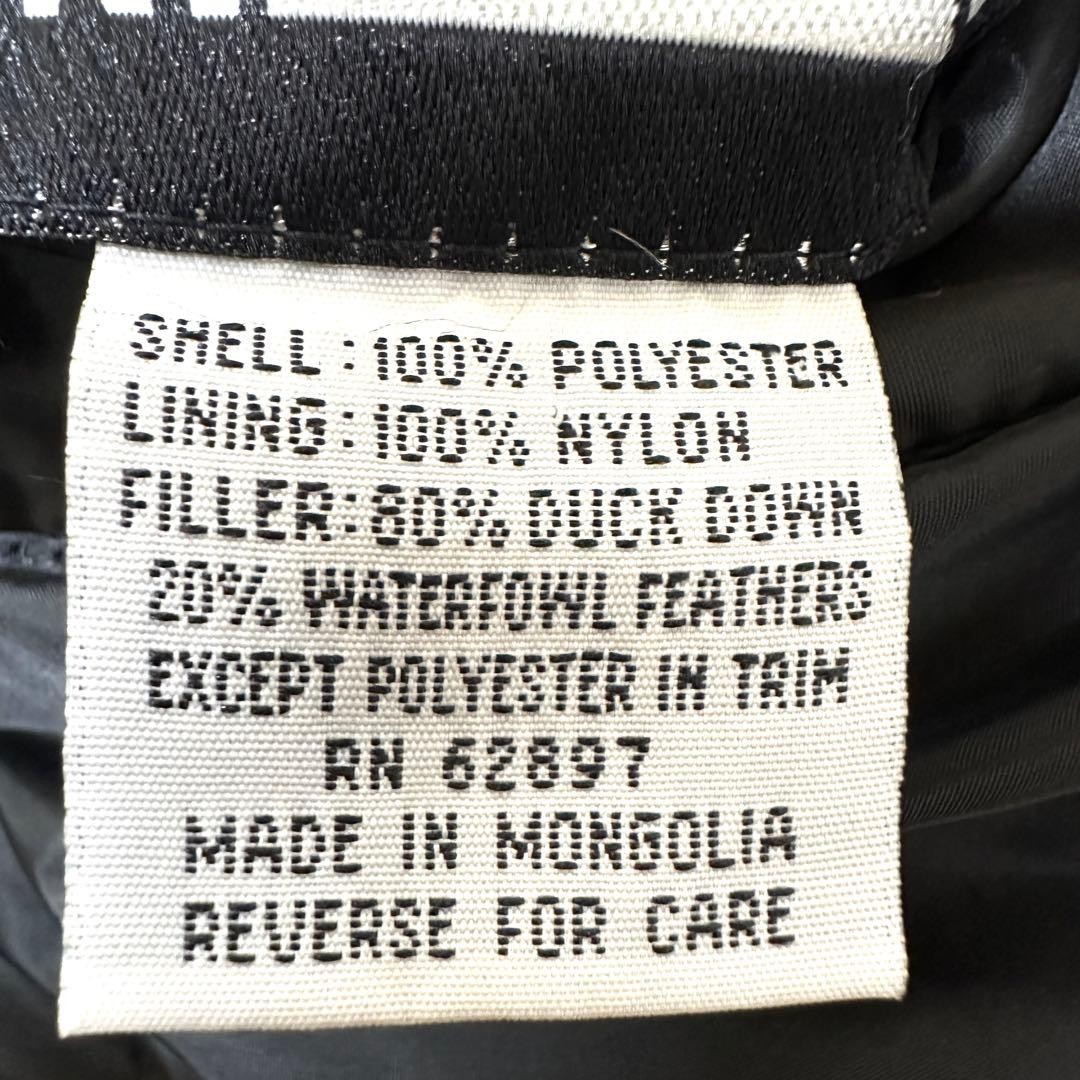 SHELL:100% POLYESTER
LINING:100% NYLON
FILLER:80% DUCK DOWN
20% WATERFOWL FEATHERS
EXCEPT POLYESTER IN TRIM
RN 62897
MADE IN MONGOLIA
REVERSE FOR CARE